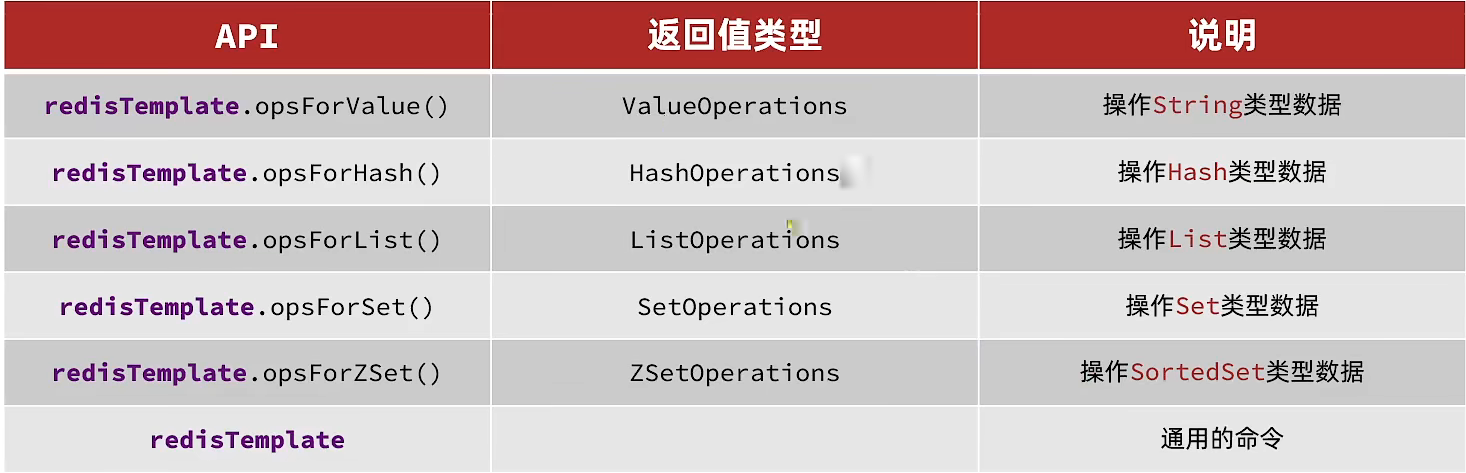 API 返回值类型 说明
redisTemplate.opsForValue() ValueOperations 操作String类型数据
redisTemplate.opsForHash() HashOperations 操作Hash类型数据
redisTemplate.opsForList() ListOperations 操作List类型数据
redisTemplate.opsForSet() SetOperations 操作Set类型数据
redisTemplate.opsForZSet() ZSetOperations 操作SortedSet类型数据
redisTemplate 通用的命令